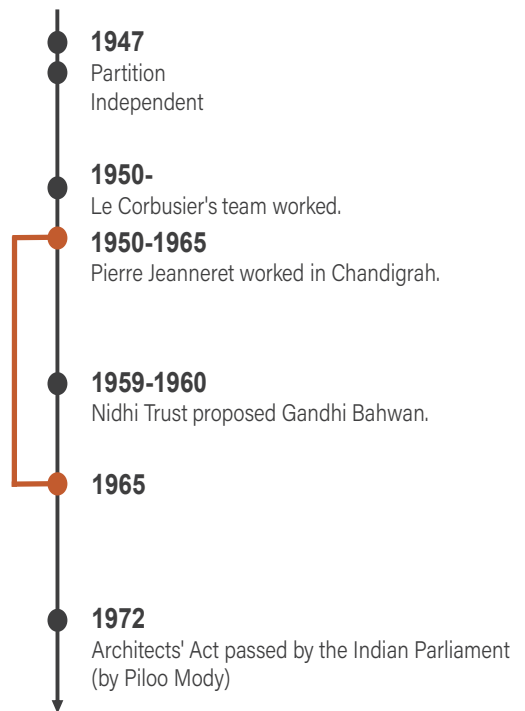 1947
Partition
Independent
1950-
Le Corbusier's team worked.
1950-1965
Pierre Jeanneret worked in Chandigrah.
1959-1960
Nidhi Trust proposed Gandhi Bahwan.
1965
1972
Architects' Act passed by the Indian Parliament
(by Piloo Mody)